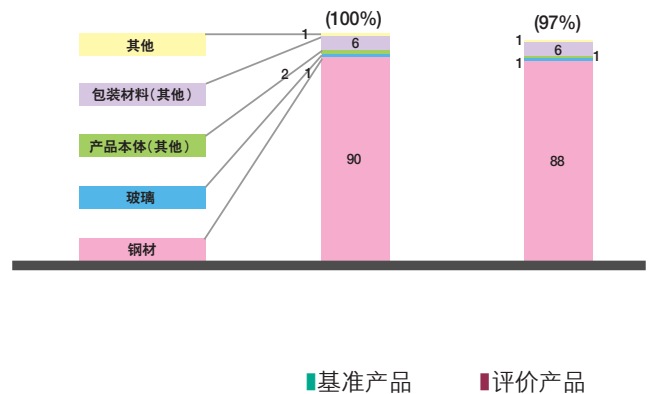 (100%)
(97%)
其他
1
1
6
6
1
包装材料(其他)
2
1
1
产品本体(其他)
90
88
玻璃
钢材
基准产品
评价产品